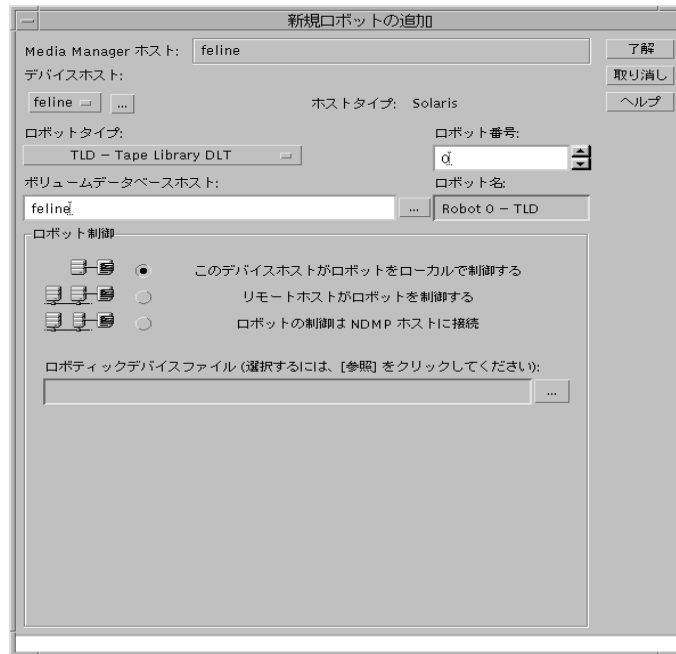 新規ロボットの追加
Media Manager ホスト: feline
了解
デバイスホスト:
取り消し
feline ... ホストタイプ: Solaris
ヘルプ
ロボットタイプ: ロボット番号:
TLD – Tape Library DLT 0
ボリュームデータベースホスト: ロボット名:
feline ... Robot 0 – TLD
ロボット制御
このデバイスホストがロボットをローカルで制御する
リモートホストがロボットを制御する
ロボットの制御は NDMP ホストに接続
ロボティックデバイスファイル (選択するには、[参照] をクリックしてください):
...